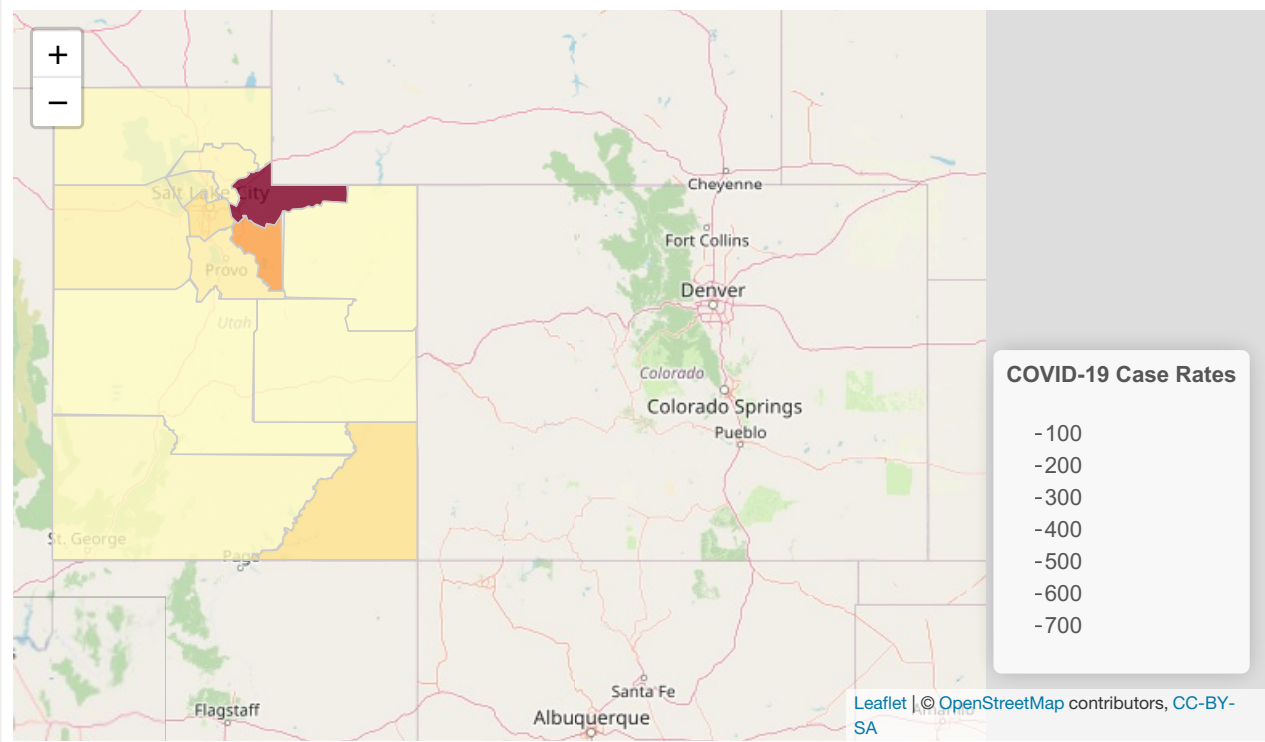 +
−
Salt Lake City
Cheyenne
Fort Collins
Provo
Denver
Utah
Colorado
COVID-19 Case Rates
Colorado Springs
-100
Pueblo
-200
-300
-400
-500
St. George
Page
-600
-700
Santa Fe
Flagstaff
Albuquerque
Leaflet | © OpenStreetMap contributors, CC-BY-
SA
Amarillo